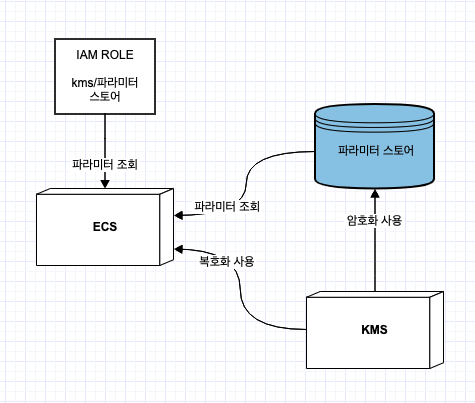 IAM ROLE
kms/파라미터
스토어
파라미터 조회
ECS
파라미터 스토어
파라미터 조회
암호화 사용
복호화 사용
KMS